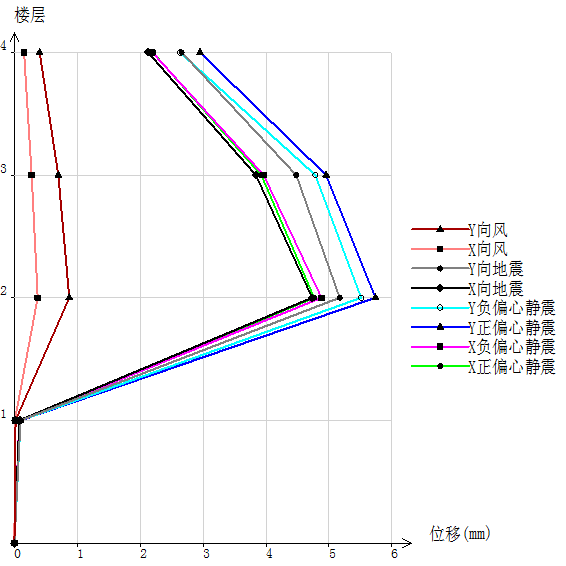 楼层
4
3
2
1
0 1 2 3 4 5 6
位移(mm)
Y向风
X向风
Y向地震
X向地震
Y负偏心静震
Y正偏心静震
X负偏心静震
X正偏心静震